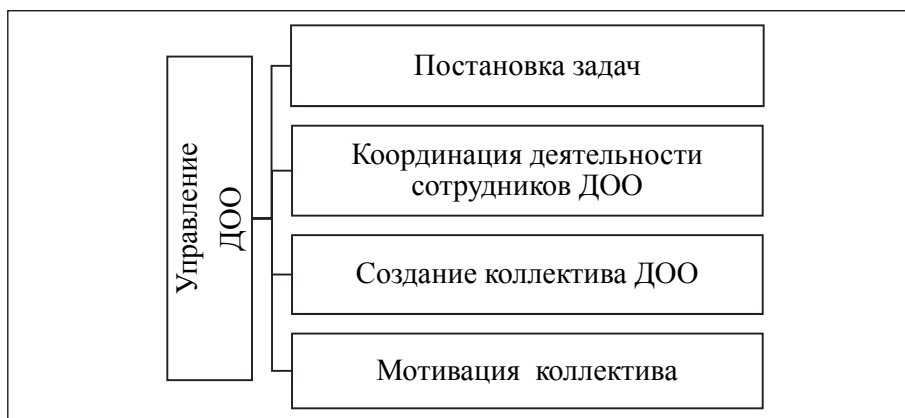 Управление
ДОО
Постановка задач
Координация деятельности
сотрудников ДОО
Создание коллектива ДОО
Мотивация коллектива